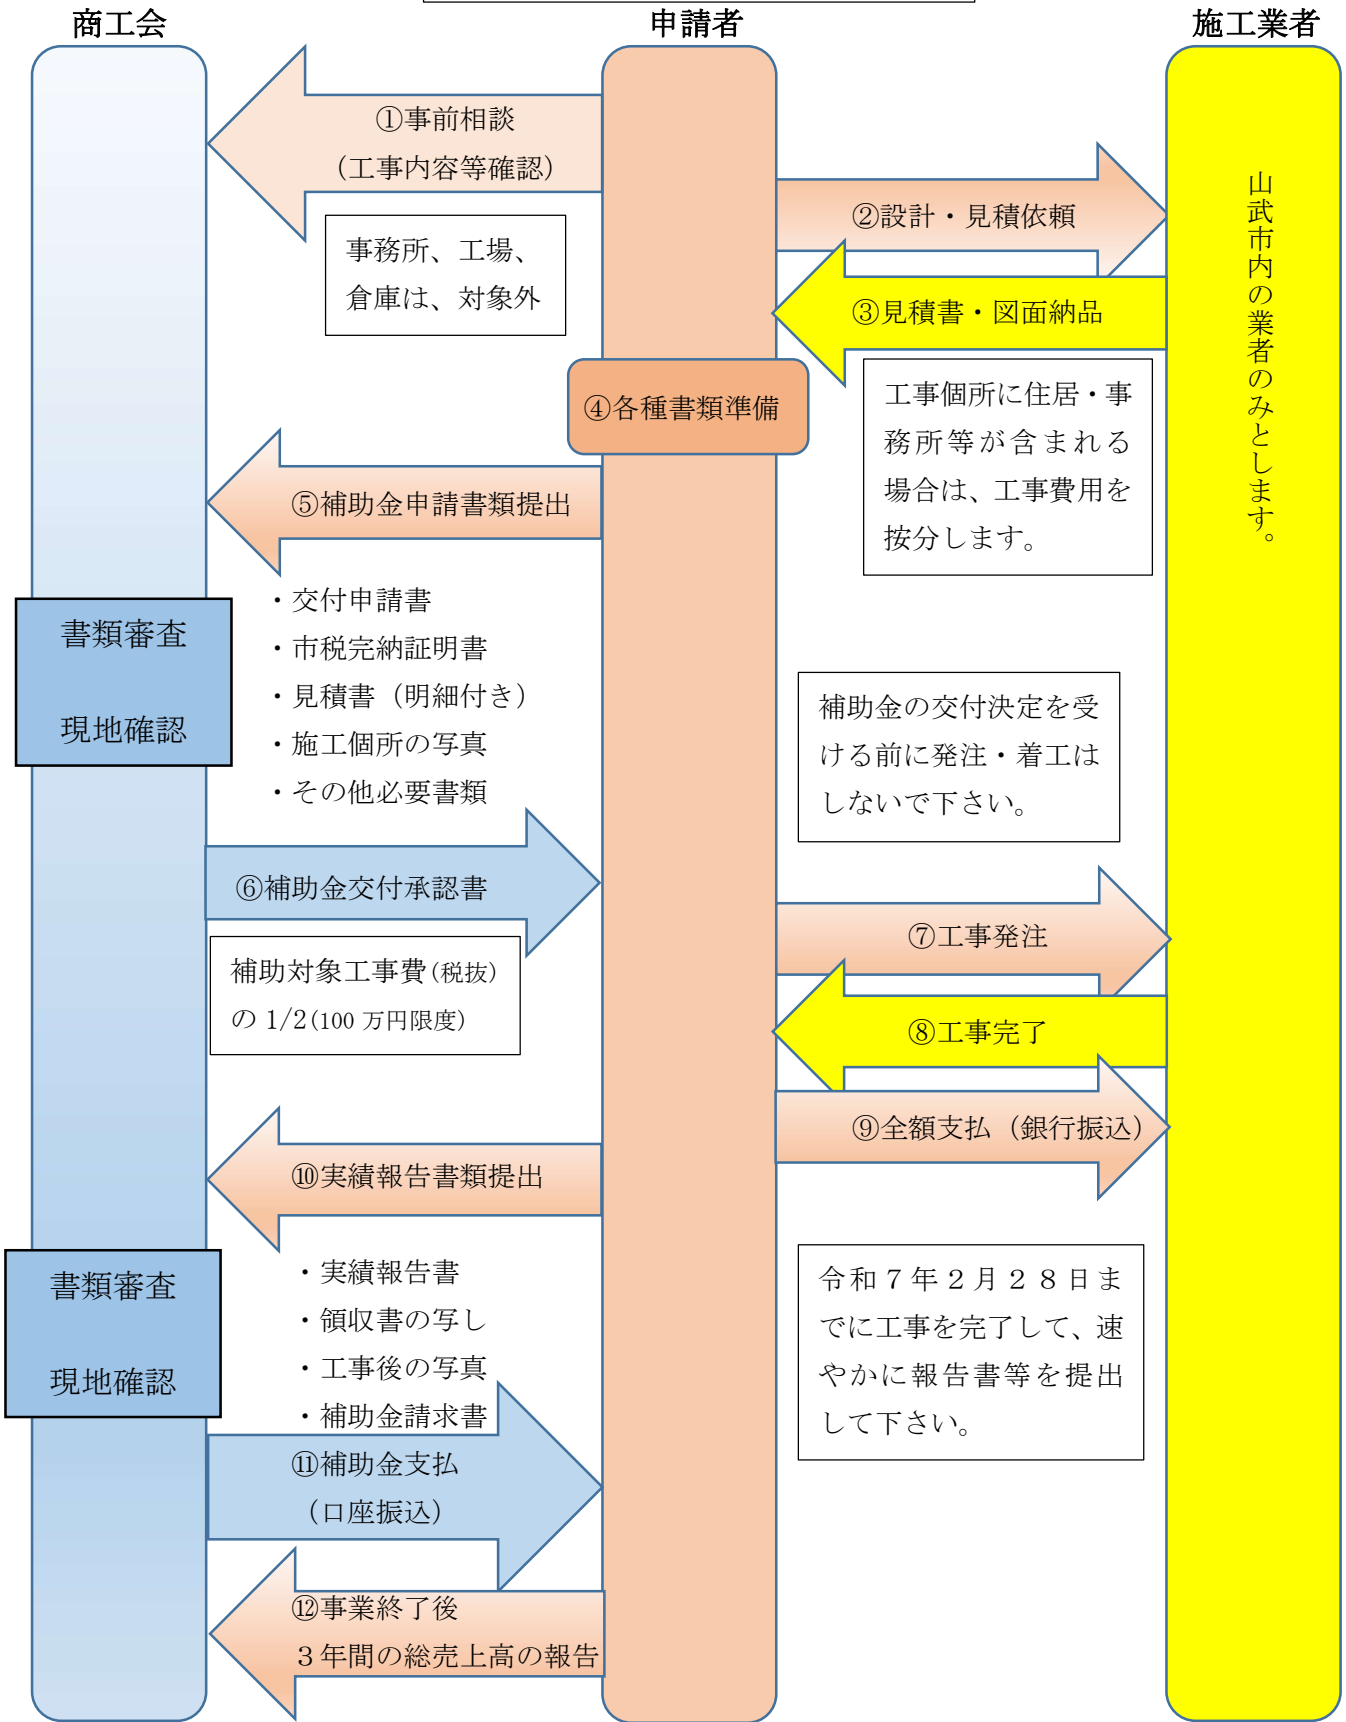 商工会
申請者
施工業者
①事前相談
（工事内容等確認）
事務所、工場、
倉庫は、対象外
②設計・見積依頼
③見積書・図面納品
山武市内の業者のみとします。
④各種書類準備
工事個所に住居・事
務所等が含まれる
場合は、工事費用を
按分します。
⑤補助金申請書類提出
・交付申請書
・市税完納証明書
・見積書（明細付き）
・施工個所の写真
・その他必要書類
書類審査
現地確認
補助金の交付決定を受
ける前に発注・着工は
しないで下さい。
⑥補助金交付承認書
補助対象工事費(税抜)
の 1/2(100 万円限度)
⑦工事発注
⑧工事完了
⑨全額支払（銀行振込）
⑩実績報告書類提出
・実績報告書
・領収書の写し
・工事後の写真
・補助金請求書
書類審査
現地確認
令和７年２月２８日ま
でに工事を完了して、速
やかに報告書等を提出
して下さい。
⑪補助金支払
（口座振込）
⑫事業終了後
３年間の総売上高の報告